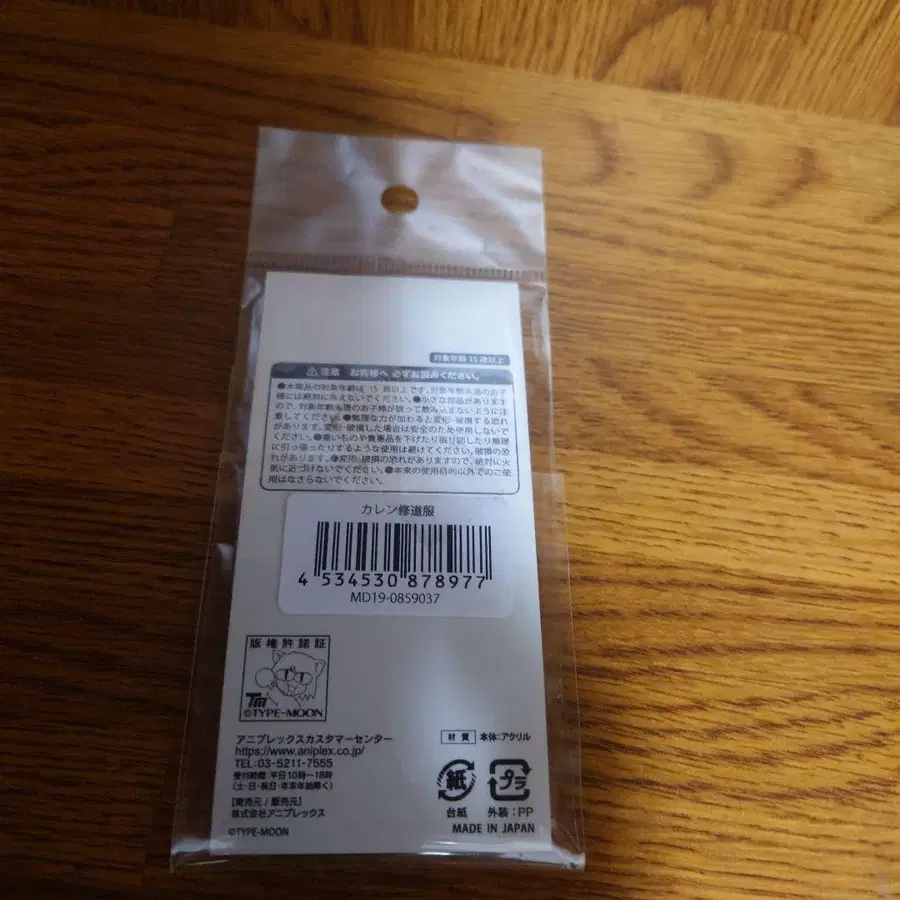 対象年齢 15 歳以上
⚠ 注意 お客様へ 必ずお読みください。
●本商品の対象年齢は 15 歳以上です。対象年齢未満のお子
様には絶対に与えないでください。●小さな部品があります
ので、対象年齢未満のお子様が誤って飲み込まないように注
意してください。●無理な力が加わると変形・破損する恐れ
があります。変形・破損した場合は安全のため使用しないで
ください。●重いものや貴重品を下げたり振り回したり無理
に引っ張ったりするような使用は避けてください。破損の恐
れがあります。●変形・破損の恐れがありますので、絶対に火
気に近づけないでください。●本来の使用目的以外でのご使
用はなさらないでください。
カレン修道服
4 534530 878977
MD19-0859037
版権許諾証
TM
©TYPE-MOON
アニプレックスカスタマーセンター
https://www.aniplex.co.jp/
TEL:03-5211-7555
受付時間:平日10時〜18時
(土・日・祝日・年末年始除く)
[発売元 / 販売元]
株式会社アニプレックス
©TYPE-MOON
材質 本体:アクリル
紙 プラ
台紙 外装:PP
MADE IN JAPAN